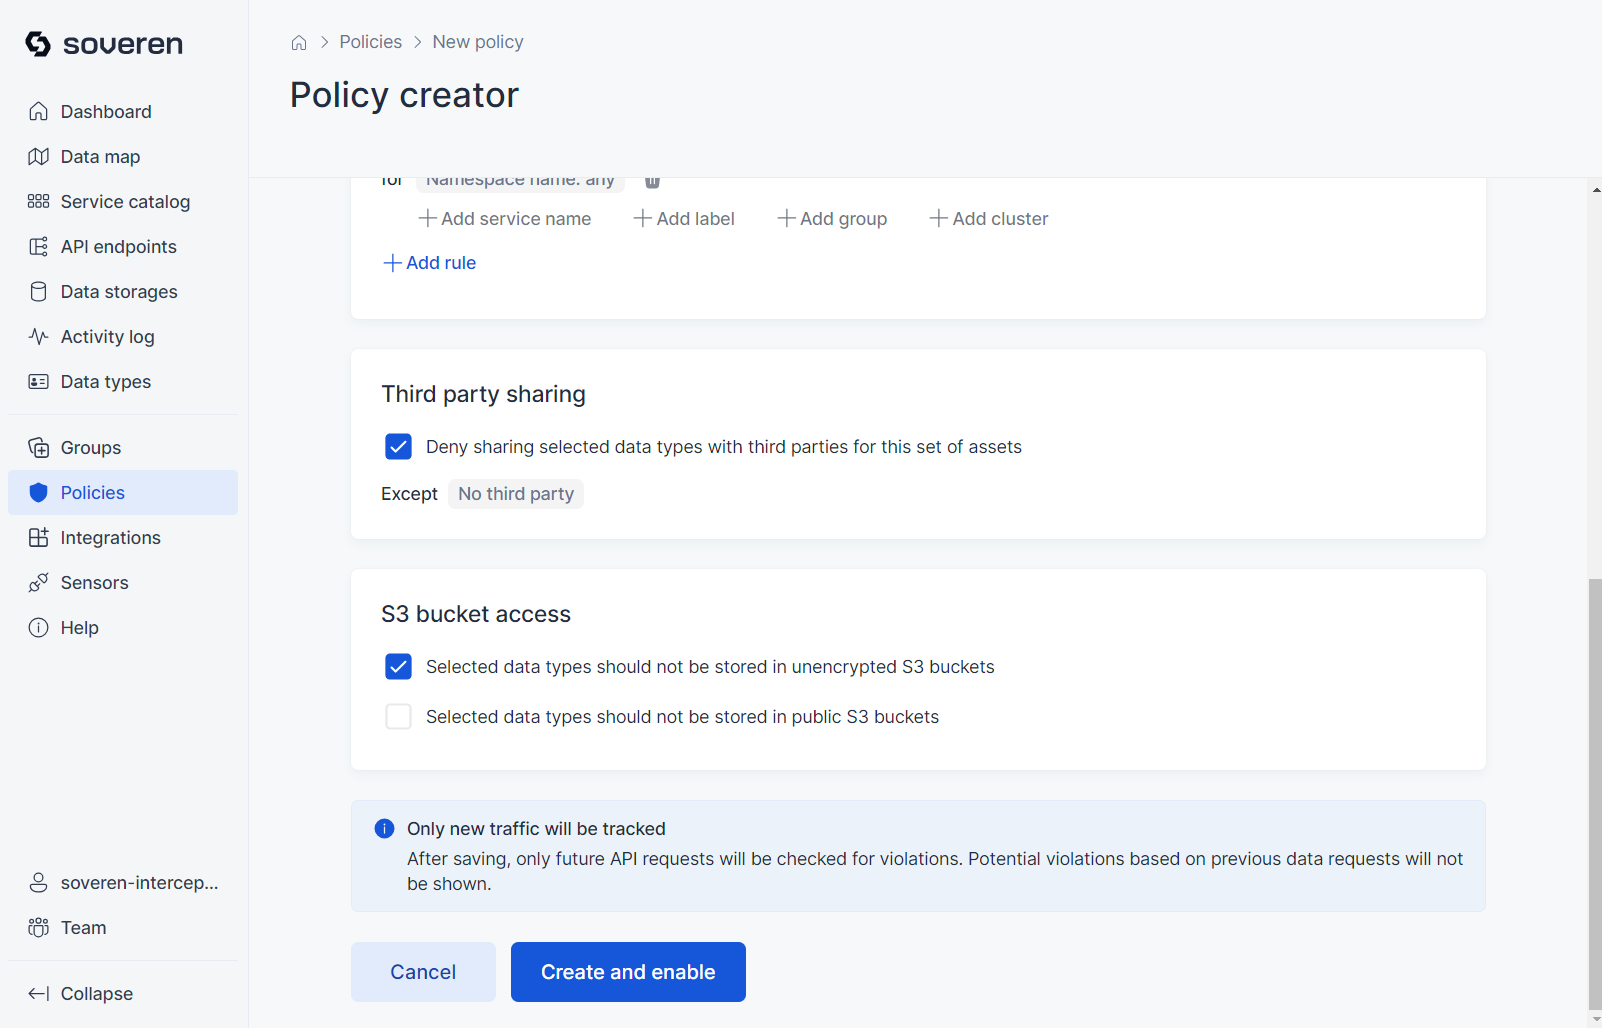 soveren
Dashboard
Data map
Service catalog
API endpoints
Data storages
Activity log
Data types
Groups
Policies
Integrations
Sensors
Help
soveren-intercep...
Team
Collapse
Policies New policy
Policy creator
for Namespace name: any
Add service name Add label Add group Add cluster
Add rule
Third party sharing
Deny sharing selected data types with third parties for this set of assets
Except No third party
S3 bucket access
Selected data types should not be stored in unencrypted S3 buckets
Selected data types should not be stored in public S3 buckets
Only new traffic will be tracked
After saving, only future API requests will be checked for violations. Potential violations based on previous data requests will not
be shown.
Cancel Create and enable